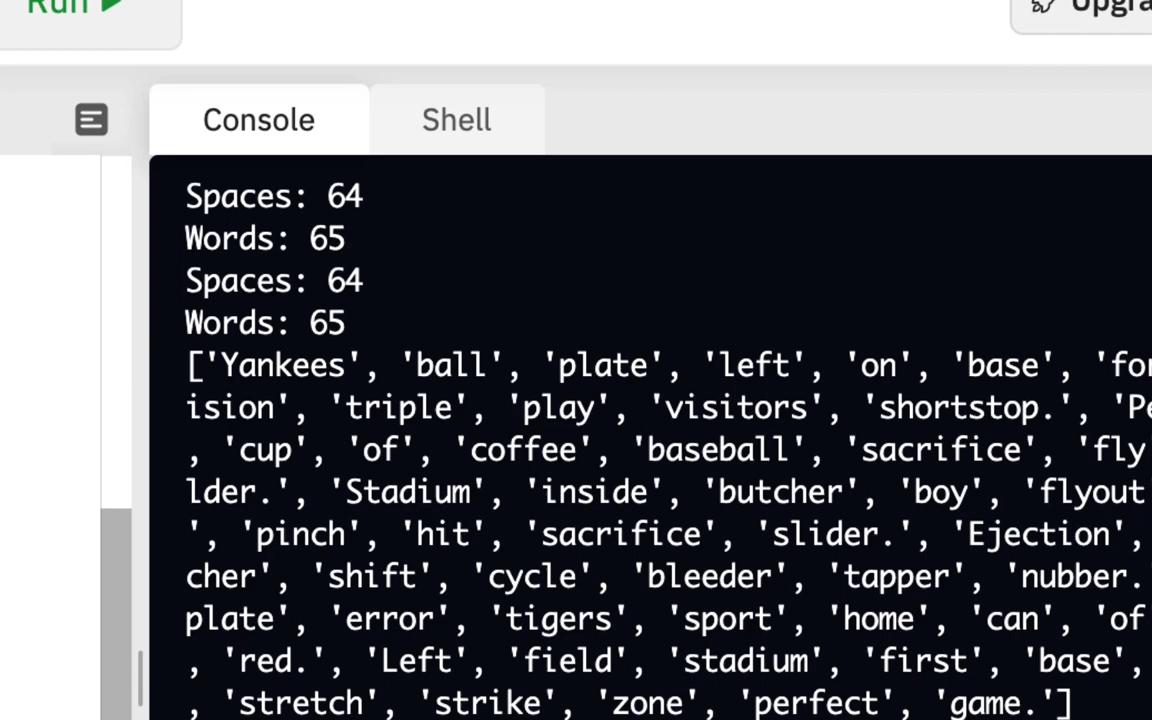 Run
Upgra
Console
Shell
Spaces: 64
Words: 65
Spaces: 64
Words: 65
['Yankees', 'ball', 'plate', 'left', 'on', 'base', 'for
ision', 'triple', 'play', 'visitors', 'shortstop.', 'Pe
, 'cup', 'of', 'coffee', 'baseball', 'sacrifice', 'fly
lder.', 'Stadium', 'inside', 'butcher', 'boy', 'flyout
', 'pinch', 'hit', 'sacrifice', 'slider.', 'Ejection',
cher', 'shift', 'cycle', 'bleeder', 'tapper', 'nubber.
plate', 'error', 'tigers', 'sport', 'home', 'can', 'of
, 'red.', 'Left', 'field', 'stadium', 'first', 'base',
, 'stretch', 'strike', 'zone', 'perfect', 'game.']